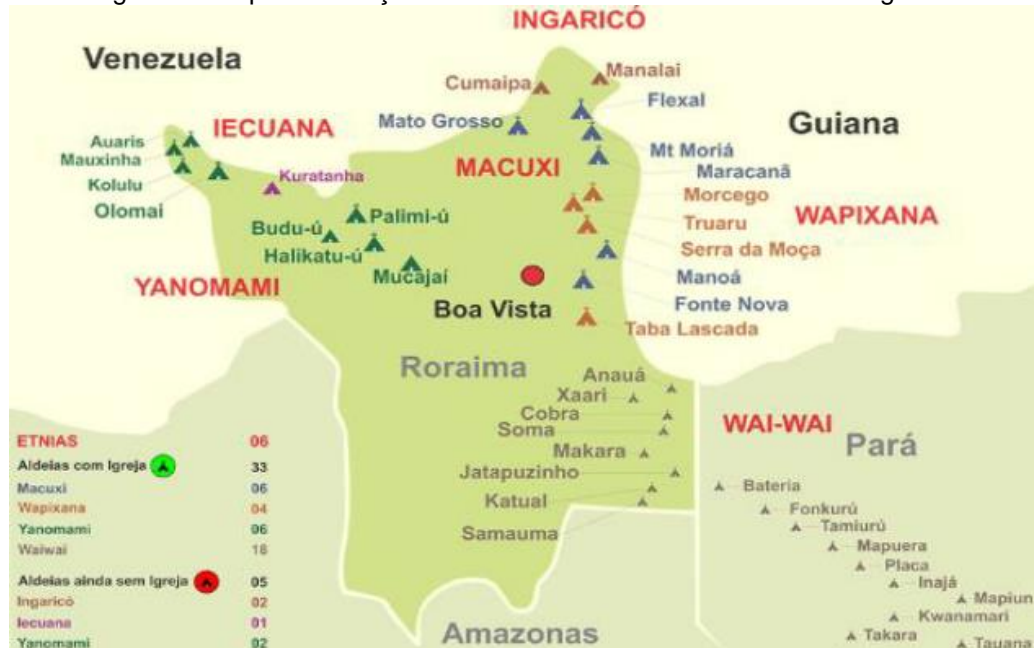 INGARICÓ
Venezuela
Cumaipa
Manalai
Flexal
Guiana
Mato Grosso
Auaris
IECUANA
Mauxinha
Mt Moriá
MACUXI
Maracanã
Kolulu
Kuratanha
Morcego
Olomai
Palimi-ú
Truaru
WAPIXANA
Budu-ú
Halikatu-ú
Serra da Moça
YANOMAMI
Mucajaí
Manoá
Boa Vista
Fonte Nova
Taba Lascada
Roraima
Anauá
Xaari
Cobra
Soma
WAI-WAI
Pará
Makara
Jatapuzinho
Katual
Samauma
Bateria
Fonkurú
Tamiurú
Mapuera
Placa
Inajá
Mapiun
Kwanamari
Takara
Tauana
Amazonas
ETNIAS 06
Aldeias com Igreja 33
Macuxi 06
Wapixana 04
Yanomami 06
Waiwai 18
Aldeias ainda sem Igreja 05
Ingaricó 02
Iecuana 01
Yanomami 02